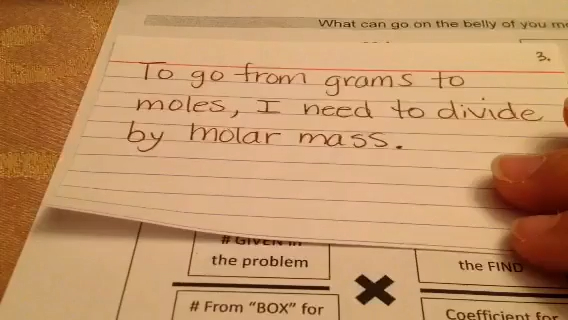 What can go on the belly of you
3.
To go from grams to
moles, I need to divide
by molar mass.
# GIVEN in
the problem
the FIND
# From "BOX" for
Coefficient for